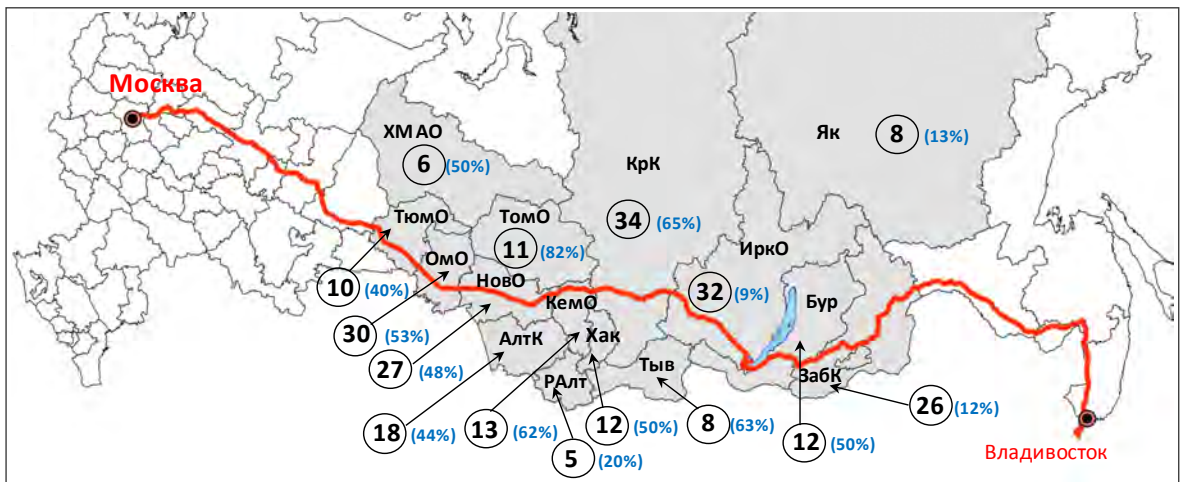 Москва
ХМАО
6 (50%)
Як
8 (13%)
КрК
34 (65%)
ТюмО
ТомО
11 (82%)
ИркО
ОмО
НовО
10 (40%)
32 (9%)
Бур
КемО
30 (53%)
АлтК
Хак
27 (48%)
Тыв
РАлт
ЗабК
26 (12%)
18 (44%)
13 (62%)
12 (50%)
8 (63%)
12 (50%)
5 (20%)
Владивосток